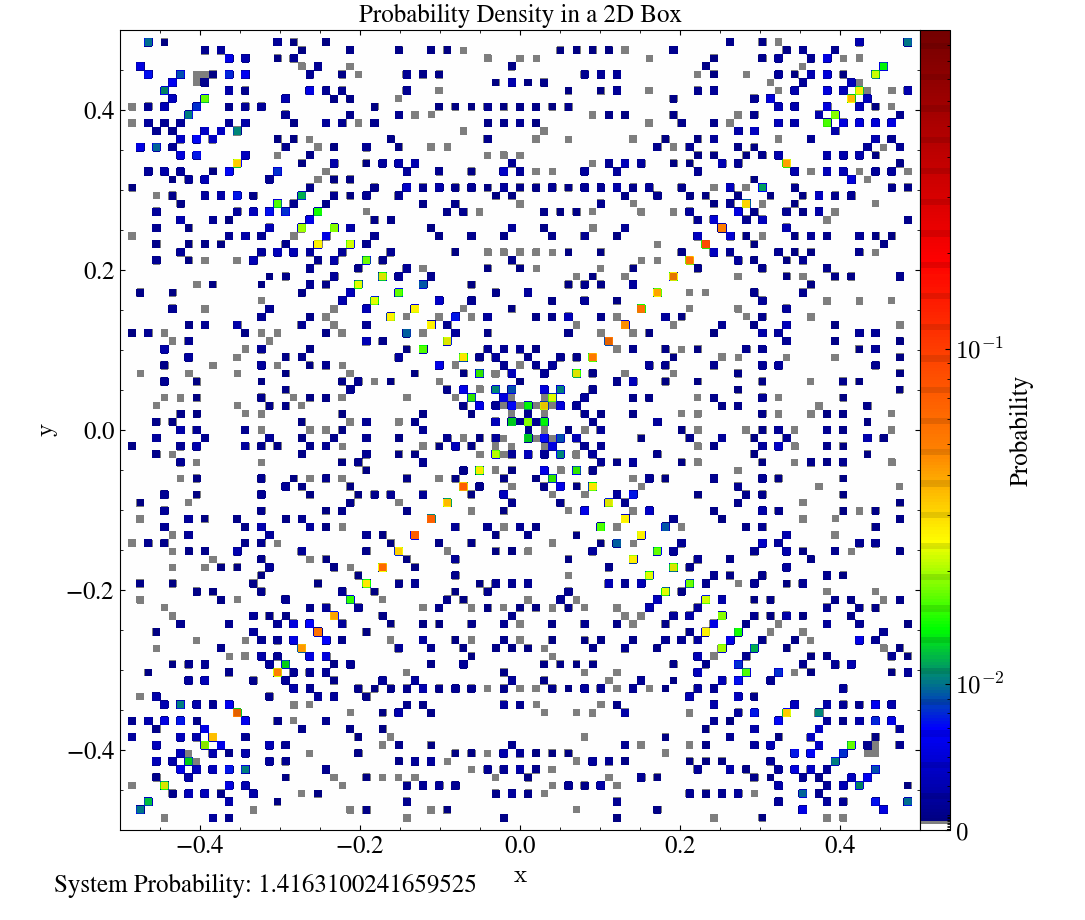 Probability Density in a 2D Box
0.4
0.2
0.0
−0.2
−0.4
y
−0.4 −0.2 0.0 0.2 0.4
x
10⁻¹
10⁻²
0
Probability
System Probability: 1.4163100241659525